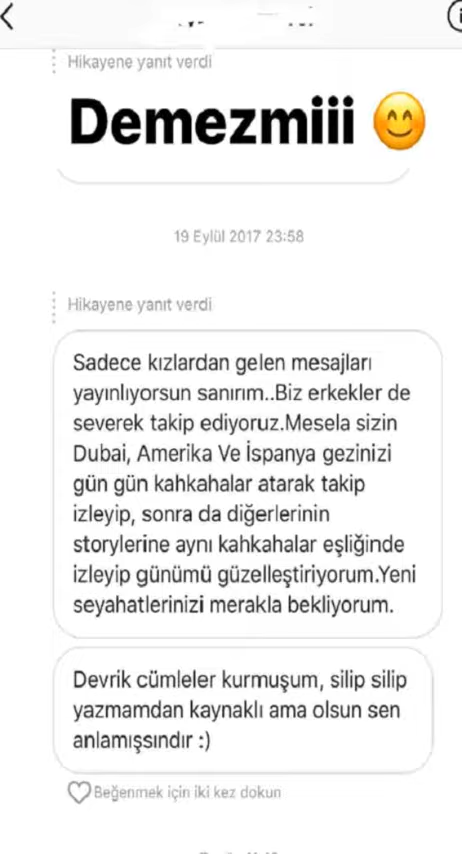 Hikayene yanıt verdi
Demezmiii 😊
19 Eylül 2017 23:58
Hikayene yanıt verdi
Sadece kızlardan gelen mesajları
yayınlıyorsun sanırım..Biz erkekler de
severek takip ediyoruz.Mesela sizin
Dubai, Amerika Ve İspanya gezinizi
gün gün kahkahalar atarak takip
izleyip, sonra da diğerlerinin
storylerine aynı kahkahalar eşliğinde
izleyip günümü güzelleştiriyorum.Yeni
seyahatlerinizi merakla bekliyorum.
Devrik cümleler kurmuşum, silip silip
yazmamdan kaynaklı ama olsun sen
anlamışsındır :)
Beğenmek için iki kez dokun